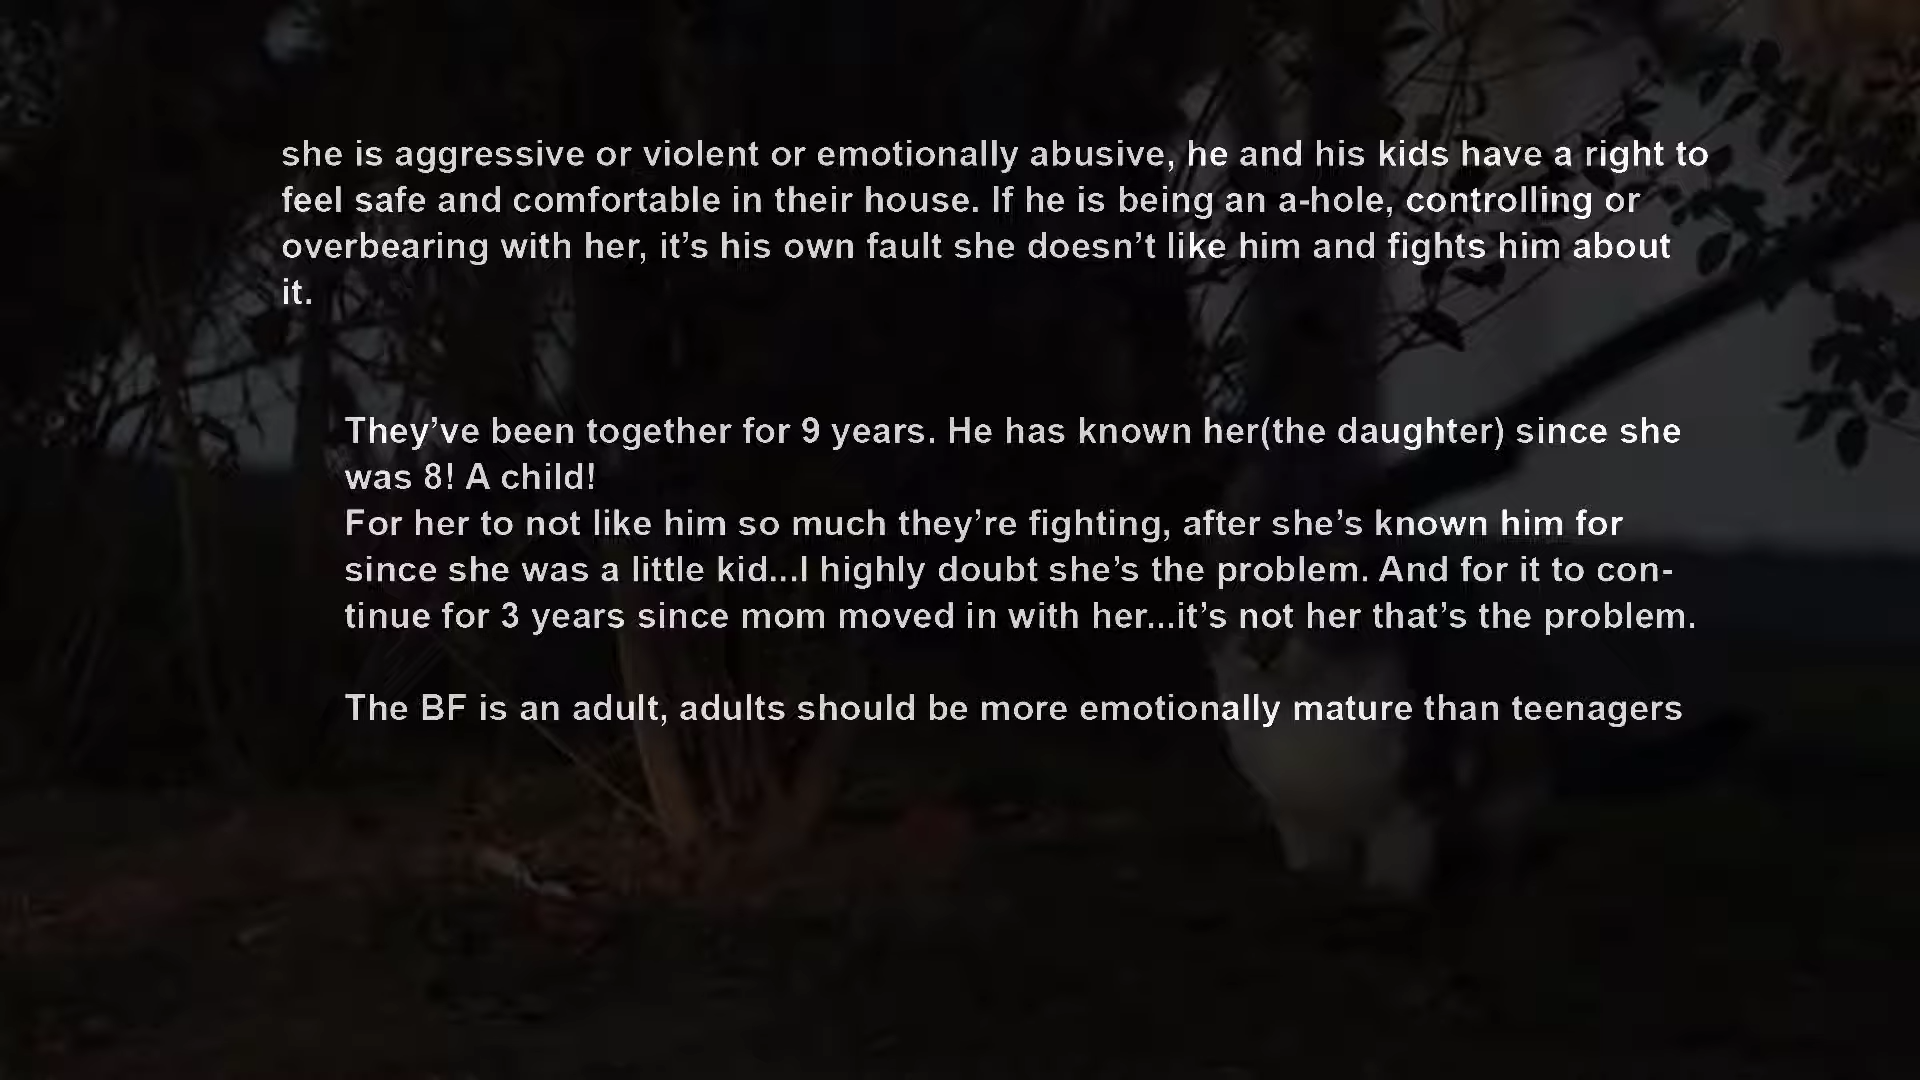 she is aggressive or violent or emotionally abusive, he and his kids have a right to
feel safe and comfortable in their house. If he is being an a-hole, controlling or
overbearing with her, it’s his own fault she doesn’t like him and fights him about
it.
They’ve been together for 9 years. He has known her(the daughter) since she
was 8! A child!
For her to not like him so much they’re fighting, after she’s known him for
since she was a little kid...I highly doubt she’s the problem. And for it to con-
tinue for 3 years since mom moved in with her...it’s not her that’s the problem.
The BF is an adult, adults should be more emotionally mature than teenagers